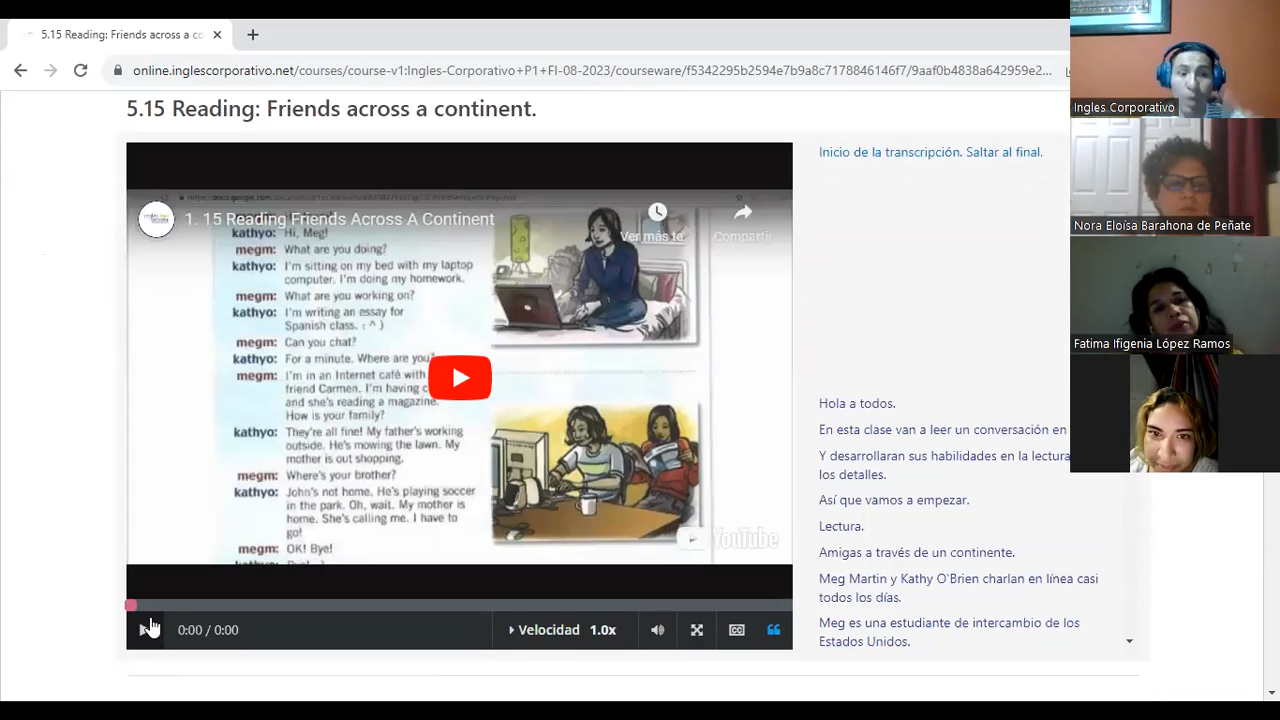 5.15 Reading: Friends across a co
online.inglescorporativo.net/courses/course-v1:Ingles-Corporativo+P1+FI-08-2023/courseware/f5342295b2594e7b9a8c7178846146f7/9aaf0b4838a642959e2...
5.15 Reading: Friends across a continent.
1. 15 Reading Friends Across A Continent
Ver más ta
Compartir
kathyo: Hi, Meg!
megm: What are you doing?
kathyo: I'm sitting on my bed with my laptop
computer. I'm doing my homework.
megm: What are you working on?
kathyo: I'm writing an essay for
Spanish class. : ^ )
megm: Can you chat?
kathyo: For a minute. Where are you
megm: I'm in an Internet café with
friend Carmen. I'm having
and she's reading a magazine.
How is your family?
kathyo: They're all fine! My father's working
outside. He's mowing the lawn. My
mother is out shopping.
megm: Where's your brother?
kathyo: John's not home. He's playing soccer
in the park. Oh, wait. My mother is
home. She's calling me. I have to
go!
megm: OK! Bye!
YouTube
0:00 / 0:00
Velocidad 1.0x
Inicio de la transcripción. Saltar al final.
Hola a todos.
En esta clase van a leer un conversación en
Y desarrollaran sus habilidades en la lectura
los detalles.
Así que vamos a empezar.
Lectura.
Amigas a través de un continente.
Meg Martin y Kathy O'Brien charlan en línea casi
todos los días.
Meg es una estudiante de intercambio de los
Estados Unidos.
Ingles Corporativo
Nora Eloísa Barahona de Peñate
Fatima Ifigenia López Ramos